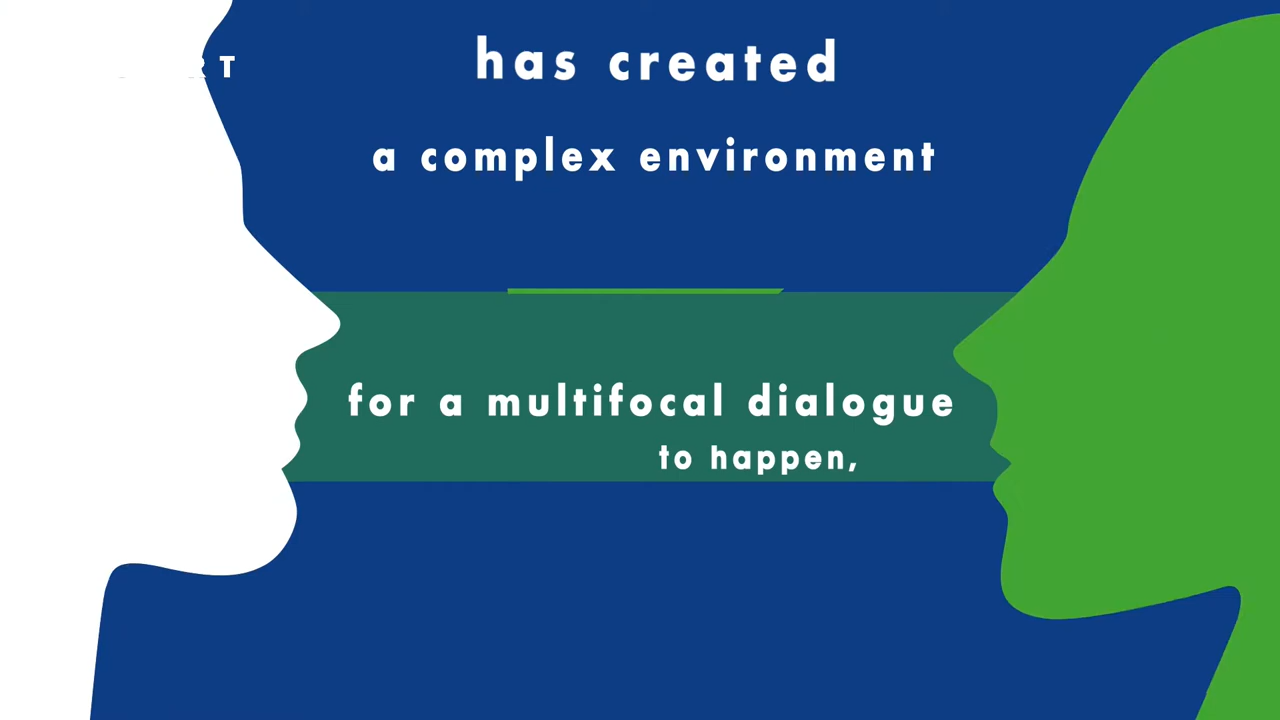 has created
a complex environment
for a multifocal dialogue
to happen,